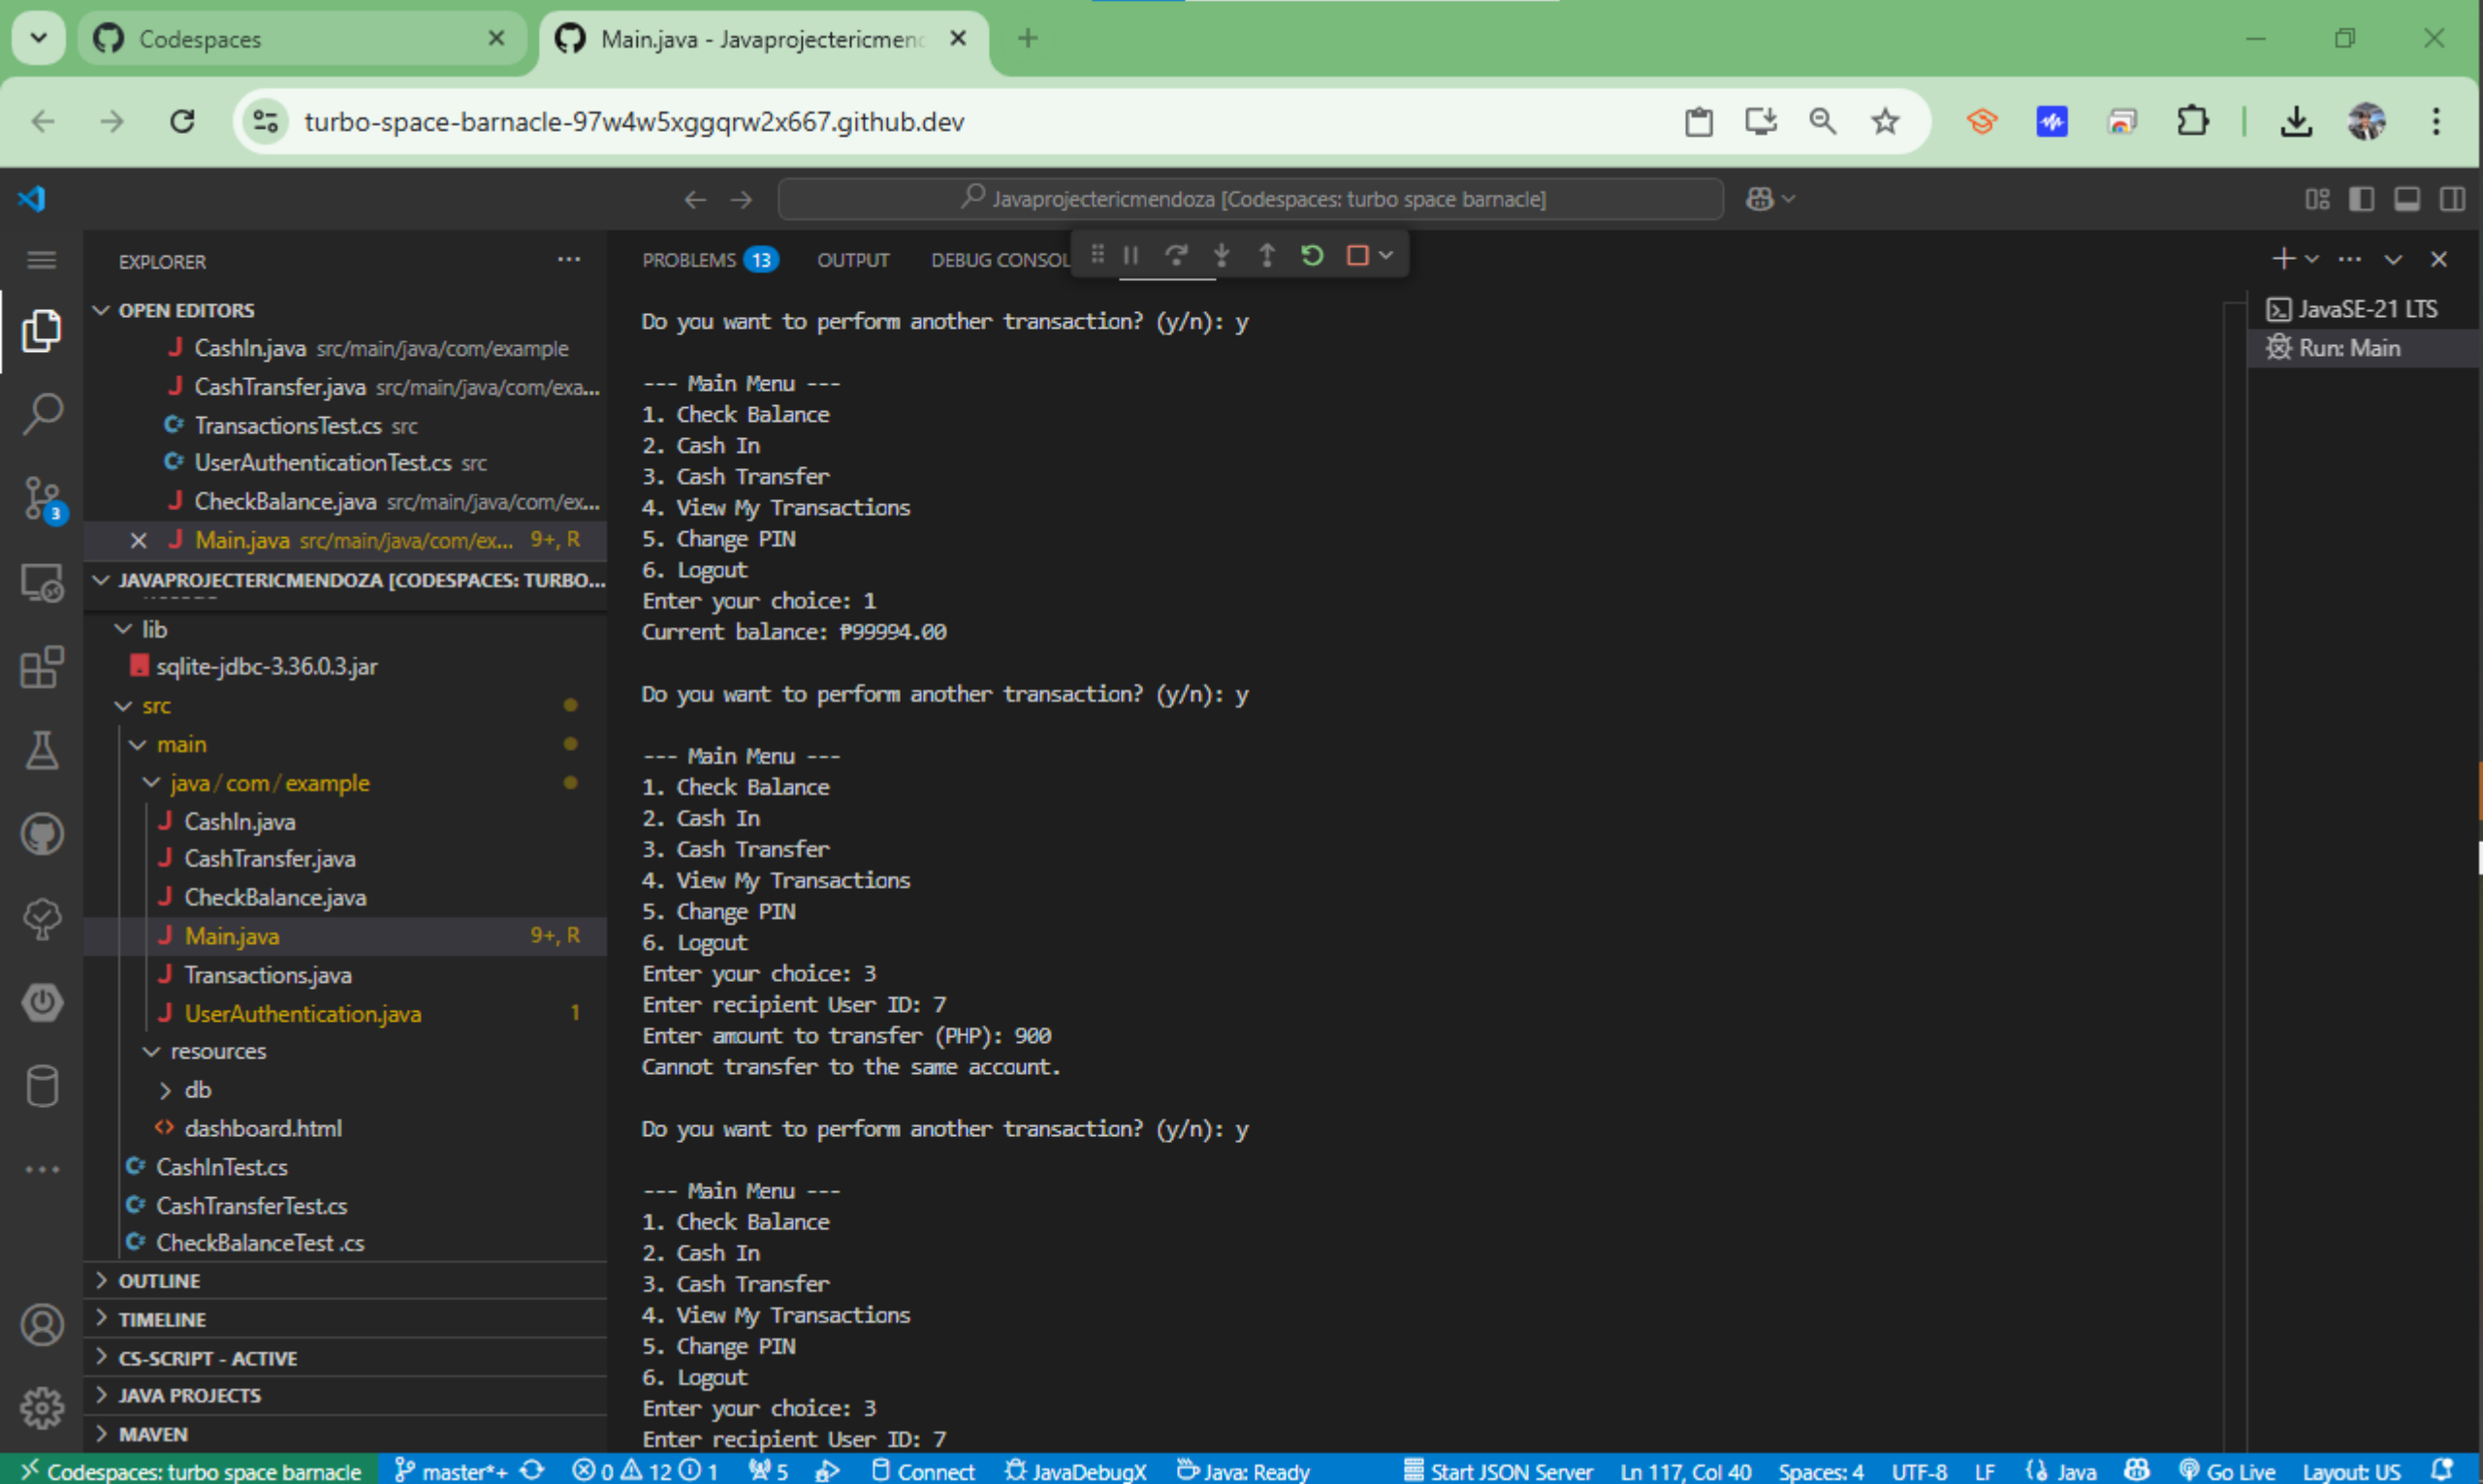 Codespaces
Main.java - Javaprojectericmend
turbo-space-barnacle-97w4w5xggqrw2x667.github.dev
Javaprojectericmendoza [Codespaces: turbo space barnacle]
EXPLORER
OPEN EDITORS
CashIn.java src/main/java/com/example
CashTransfer.java src/main/java/com/exa...
TransactionsTest.cs src
UserAuthenticationTest.cs src
CheckBalance.java src/main/java/com/ex...
Main.java src/main/java/com/ex... 9+, R
JAVAPROJECTERICMENDOZA [CODESPACES: TURBO...
lib
sqlite-jdbc-3.36.0.3.jar
src
main
java / com / example
CashIn.java
CashTransfer.java
CheckBalance.java
Main.java 9+, R
Transactions.java
UserAuthentication.java 1
resources
db
dashboard.html
CashInTest.cs
CashTransferTest.cs
CheckBalanceTest .cs
OUTLINE
TIMELINE
CS-SCRIPT - ACTIVE
JAVA PROJECTS
MAVEN
3
PROBLEMS 13 OUTPUT DEBUG CONSOL
Do you want to perform another transaction? (y/n): y
--- Main Menu ---
1. Check Balance
2. Cash In
3. Cash Transfer
4. View My Transactions
5. Change PIN
6. Logout
Enter your choice: 1
Current balance: ₱99994.00
Do you want to perform another transaction? (y/n): y
--- Main Menu ---
1. Check Balance
2. Cash In
3. Cash Transfer
4. View My Transactions
5. Change PIN
6. Logout
Enter your choice: 3
Enter recipient User ID: 7
Enter amount to transfer (PHP): 900
Cannot transfer to the same account.
Do you want to perform another transaction? (y/n): y
--- Main Menu ---
1. Check Balance
2. Cash In
3. Cash Transfer
4. View My Transactions
5. Change PIN
6. Logout
Enter your choice: 3
Enter recipient User ID: 7
JavaSE-21 LTS
Run: Main
Codespaces: turbo space barnacle master*+ 0 12 1 5 Connect JavaDebugX Java: Ready Start JSON Server Ln 117, Col 40 Spaces: 4 UTF-8 LF Java Go Live Layout: US